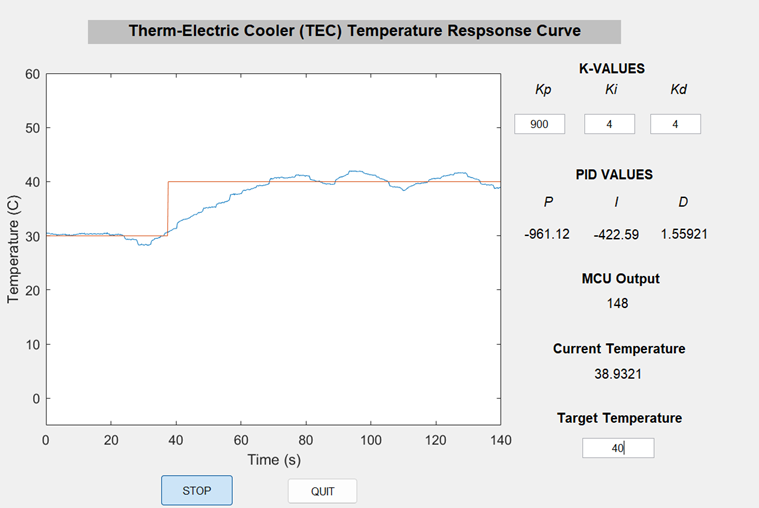 Therm-Electric Cooler (TEC) Temperature Respsonse Curve
K-VALUES
Kp Ki Kd
900 4 4
PID VALUES
P I D
-961.12 -422.59 1.55921
MCU Output
148
Current Temperature
38.9321
Target Temperature
40
Temperature (C)
60
50
40
30
20
10
0
0 20 40 60 80 100 120 140
Time (s)
STOP QUIT